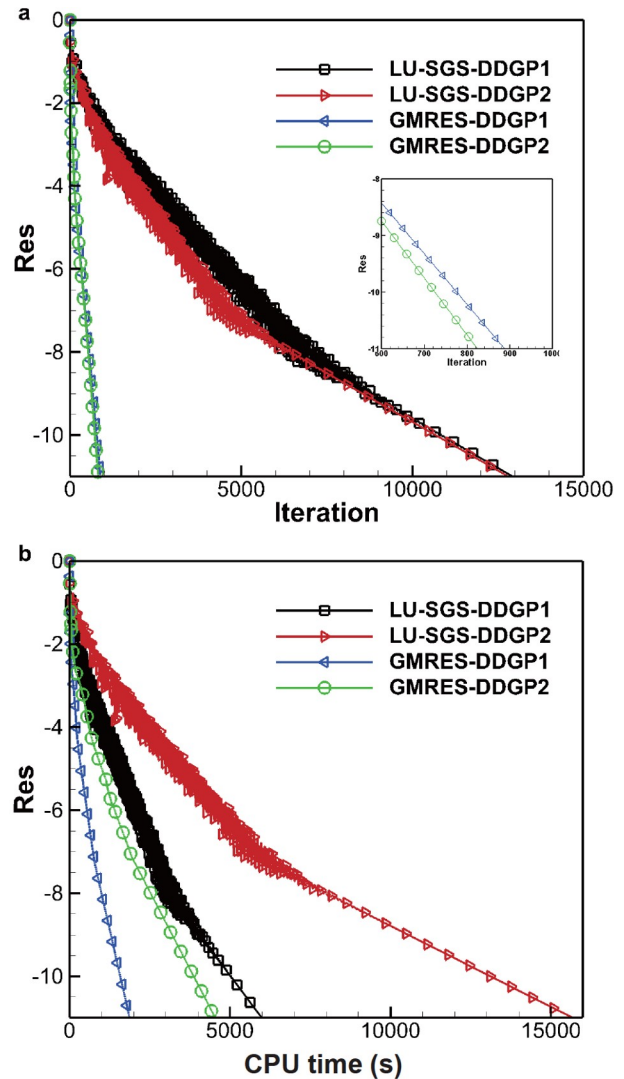 a
0
-2
-4
-6
-8
-10
Res
LU-SGS-DDGP1
LU-SGS-DDGP2
GMRES-DDGP1
GMRES-DDGP2
-8
-9
-10
-11
Res
600 700 800 900 1000
Iteration
0 5000 10000 15000
Iteration
b
0
-2
-4
-6
-8
-10
Res
LU-SGS-DDGP1
LU-SGS-DDGP2
GMRES-DDGP1
GMRES-DDGP2
0 5000 10000 15000
CPU time (s)